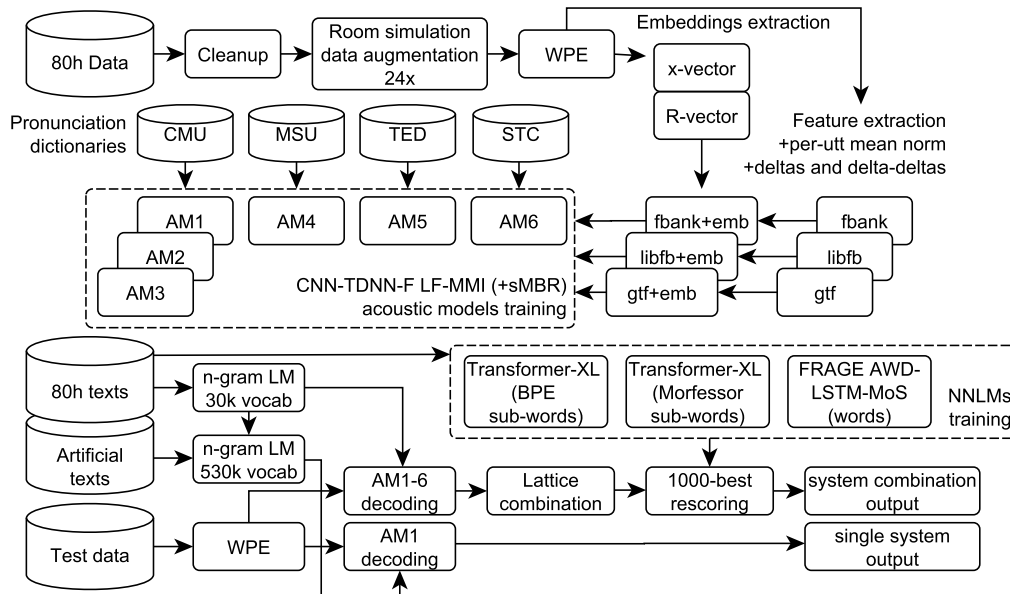 80h Data
Cleanup
Room simulation
data augmentation
24x
WPE
Embeddings extraction
x-vector
R-vector
Feature extraction
+per-utt mean norm
+deltas and delta-deltas
Pronunciation
dictionaries
CMU
MSU
TED
STC
AM1
AM2
AM3
AM4
AM5
AM6
CNN-TDNN-F LF-MMI (+sMBR)
acoustic models training
fbank+emb
libfb+emb
gtf+emb
fbank
libfb
gtf
80h texts
Artificial
texts
n-gram LM
30k vocab
n-gram LM
530k vocab
Transformer-XL
(BPE
sub-words)
Transformer-XL
(Morfessor
sub-words)
FRAGE AWD-
LSTM-MoS
(words)
NNLMs
training
AM1-6
decoding
Lattice
combination
1000-best
rescoring
system combination
output
Test data
WPE
AM1
decoding
single system
output